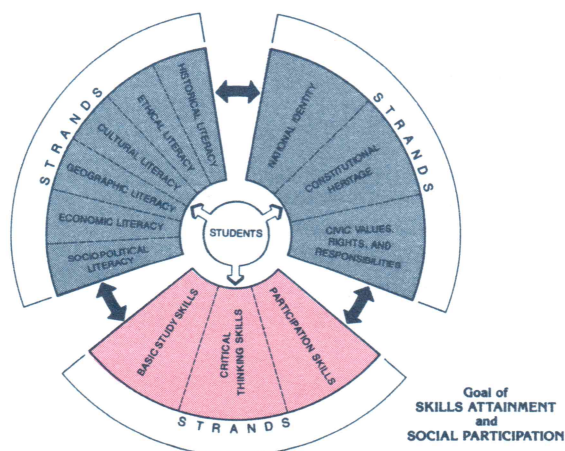 STRANDS
HISTORICAL LITERACY
ETHICAL LITERACY
CULTURAL LITERACY
GEOGRAPHIC LITERACY
ECONOMIC LITERACY
SOCIOPOLITICAL
LITERACY
STRANDS
NATIONAL IDENTITY
CONSTITUTIONAL
HERITAGE
CIVIC VALUES,
RIGHTS, AND
RESPONSIBILITIES
STUDENTS
BASIC STUDY SKILLS
CRITICAL
THINKING SKILLS
PARTICIPATION SKILLS
STRANDS
Goal of
SKILLS ATTAINMENT
and
SOCIAL PARTICIPATION